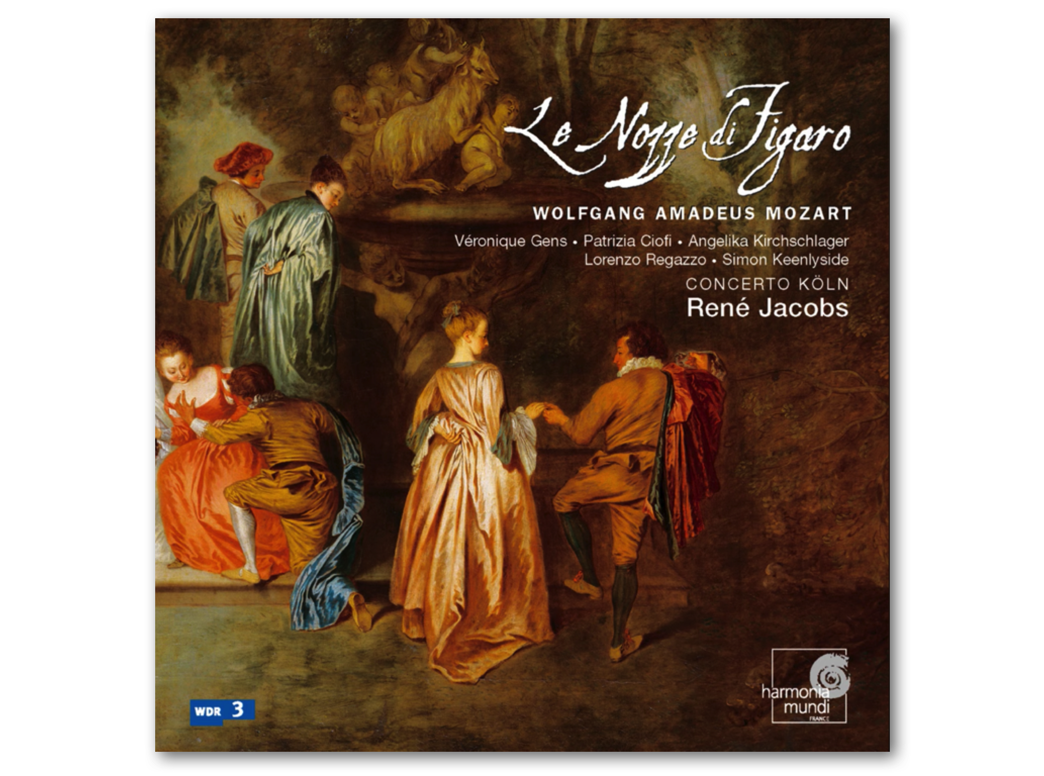 Le Nozze di Figaro
WOLFGANG AMADEUS MOZART
Véronique Gens • Patrizia Ciofi • Angelika Kirchschlager
Lorenzo Regazzo • Simon Keenlyside
CONCERTO KÖLN
René Jacobs
harmonia
mundi
FRANCE
WDR 3